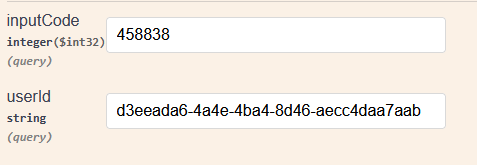 inputCode
integer($int32)
458838
(query)
userId
string
d3eeada6-4a4e-4ba4-8d46-aecc4daa7aab
(query)